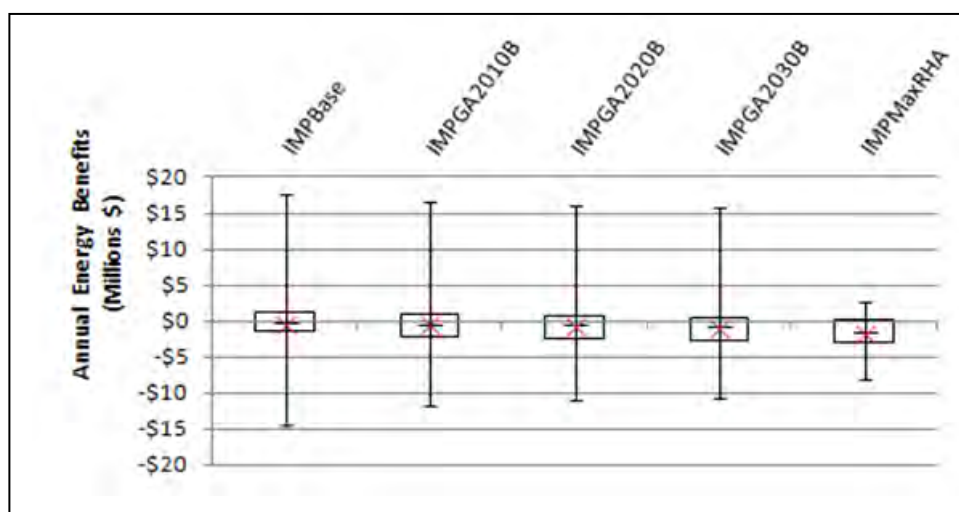 IMPBase
IMPGA2010B
IMPGA2020B
IMPGA2030B
IMPMaxRHA
Annual Energy Benefits
(Millions $)
$20
$15
$10
$5
$0
-$5
-$10
-$15
-$20